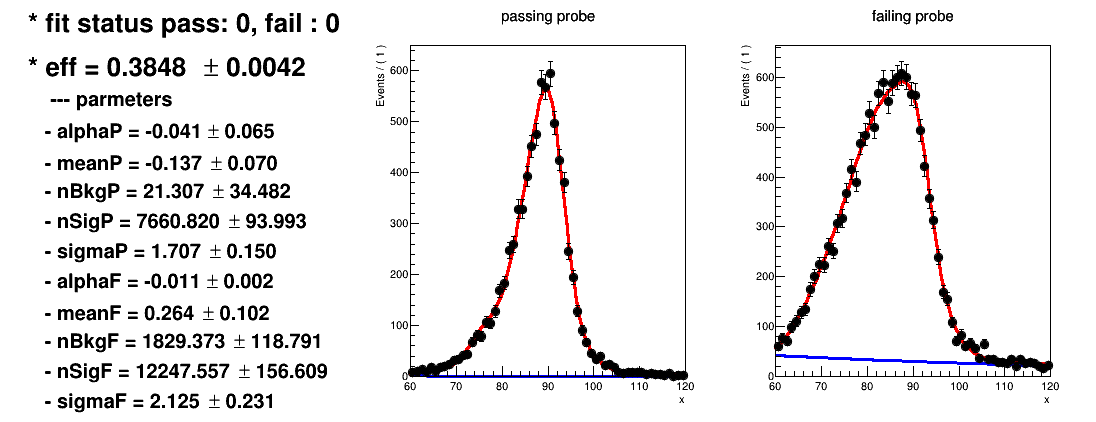 * fit status pass: 0, fail : 0
* eff = 0.3848 ± 0.0042
--- parmeters
- alphaP = -0.041 ± 0.065
- meanP = -0.137 ± 0.070
- nBkgP = 21.307 ± 34.482
- nSigP = 7660.820 ± 93.993
- sigmaP = 1.707 ± 0.150
- alphaF = -0.011 ± 0.002
- meanF = 0.264 ± 0.102
- nBkgF = 1829.373 ± 118.791
- nSigF = 12247.557 ± 156.609
- sigmaF = 2.125 ± 0.231
passing probe
Events / ( 1 )
600
500
400
300
200
100
0
60 70 80 90 100 110 120
x
failing probe
Events / ( 1 )
600
500
400
300
200
100
0
60 70 80 90 100 110 120
x